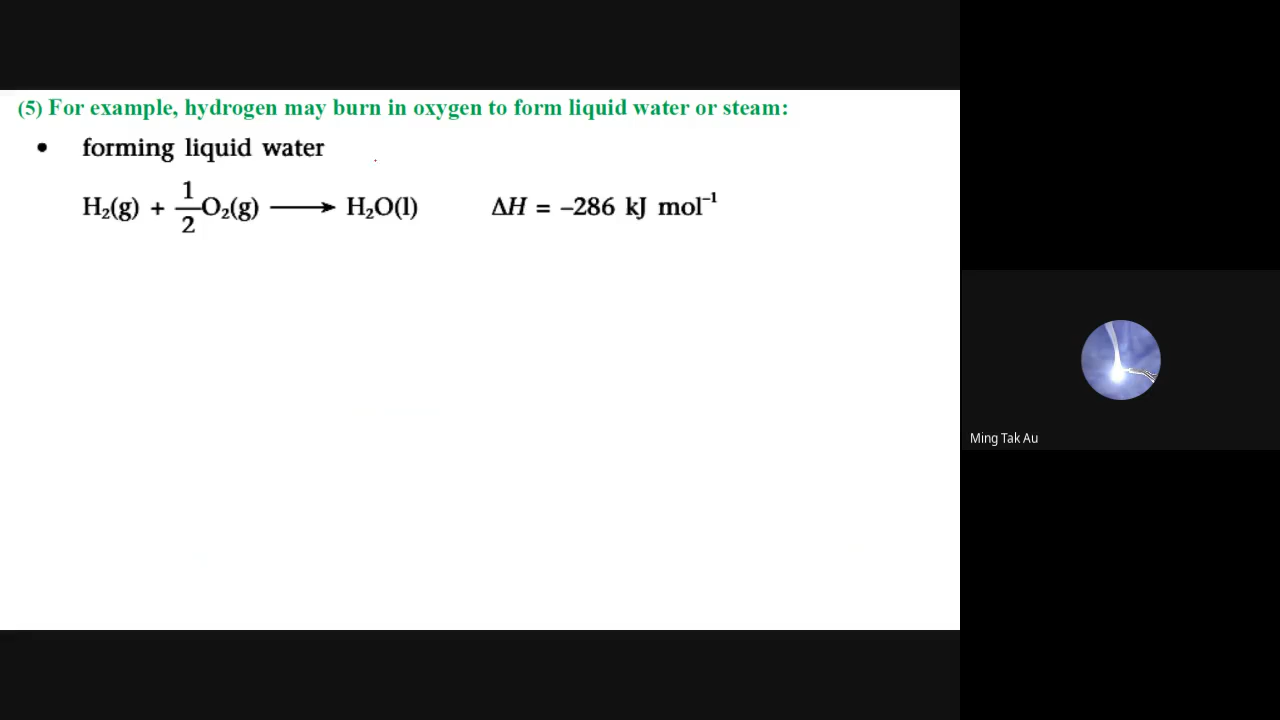 (5) For example, hydrogen may burn in oxygen to form liquid water or steam:
• forming liquid water
H₂(g) + 1/2 O₂(g) ⟶ H₂O(l) ΔH = –286 kJ mol⁻¹
Ming Tak Au